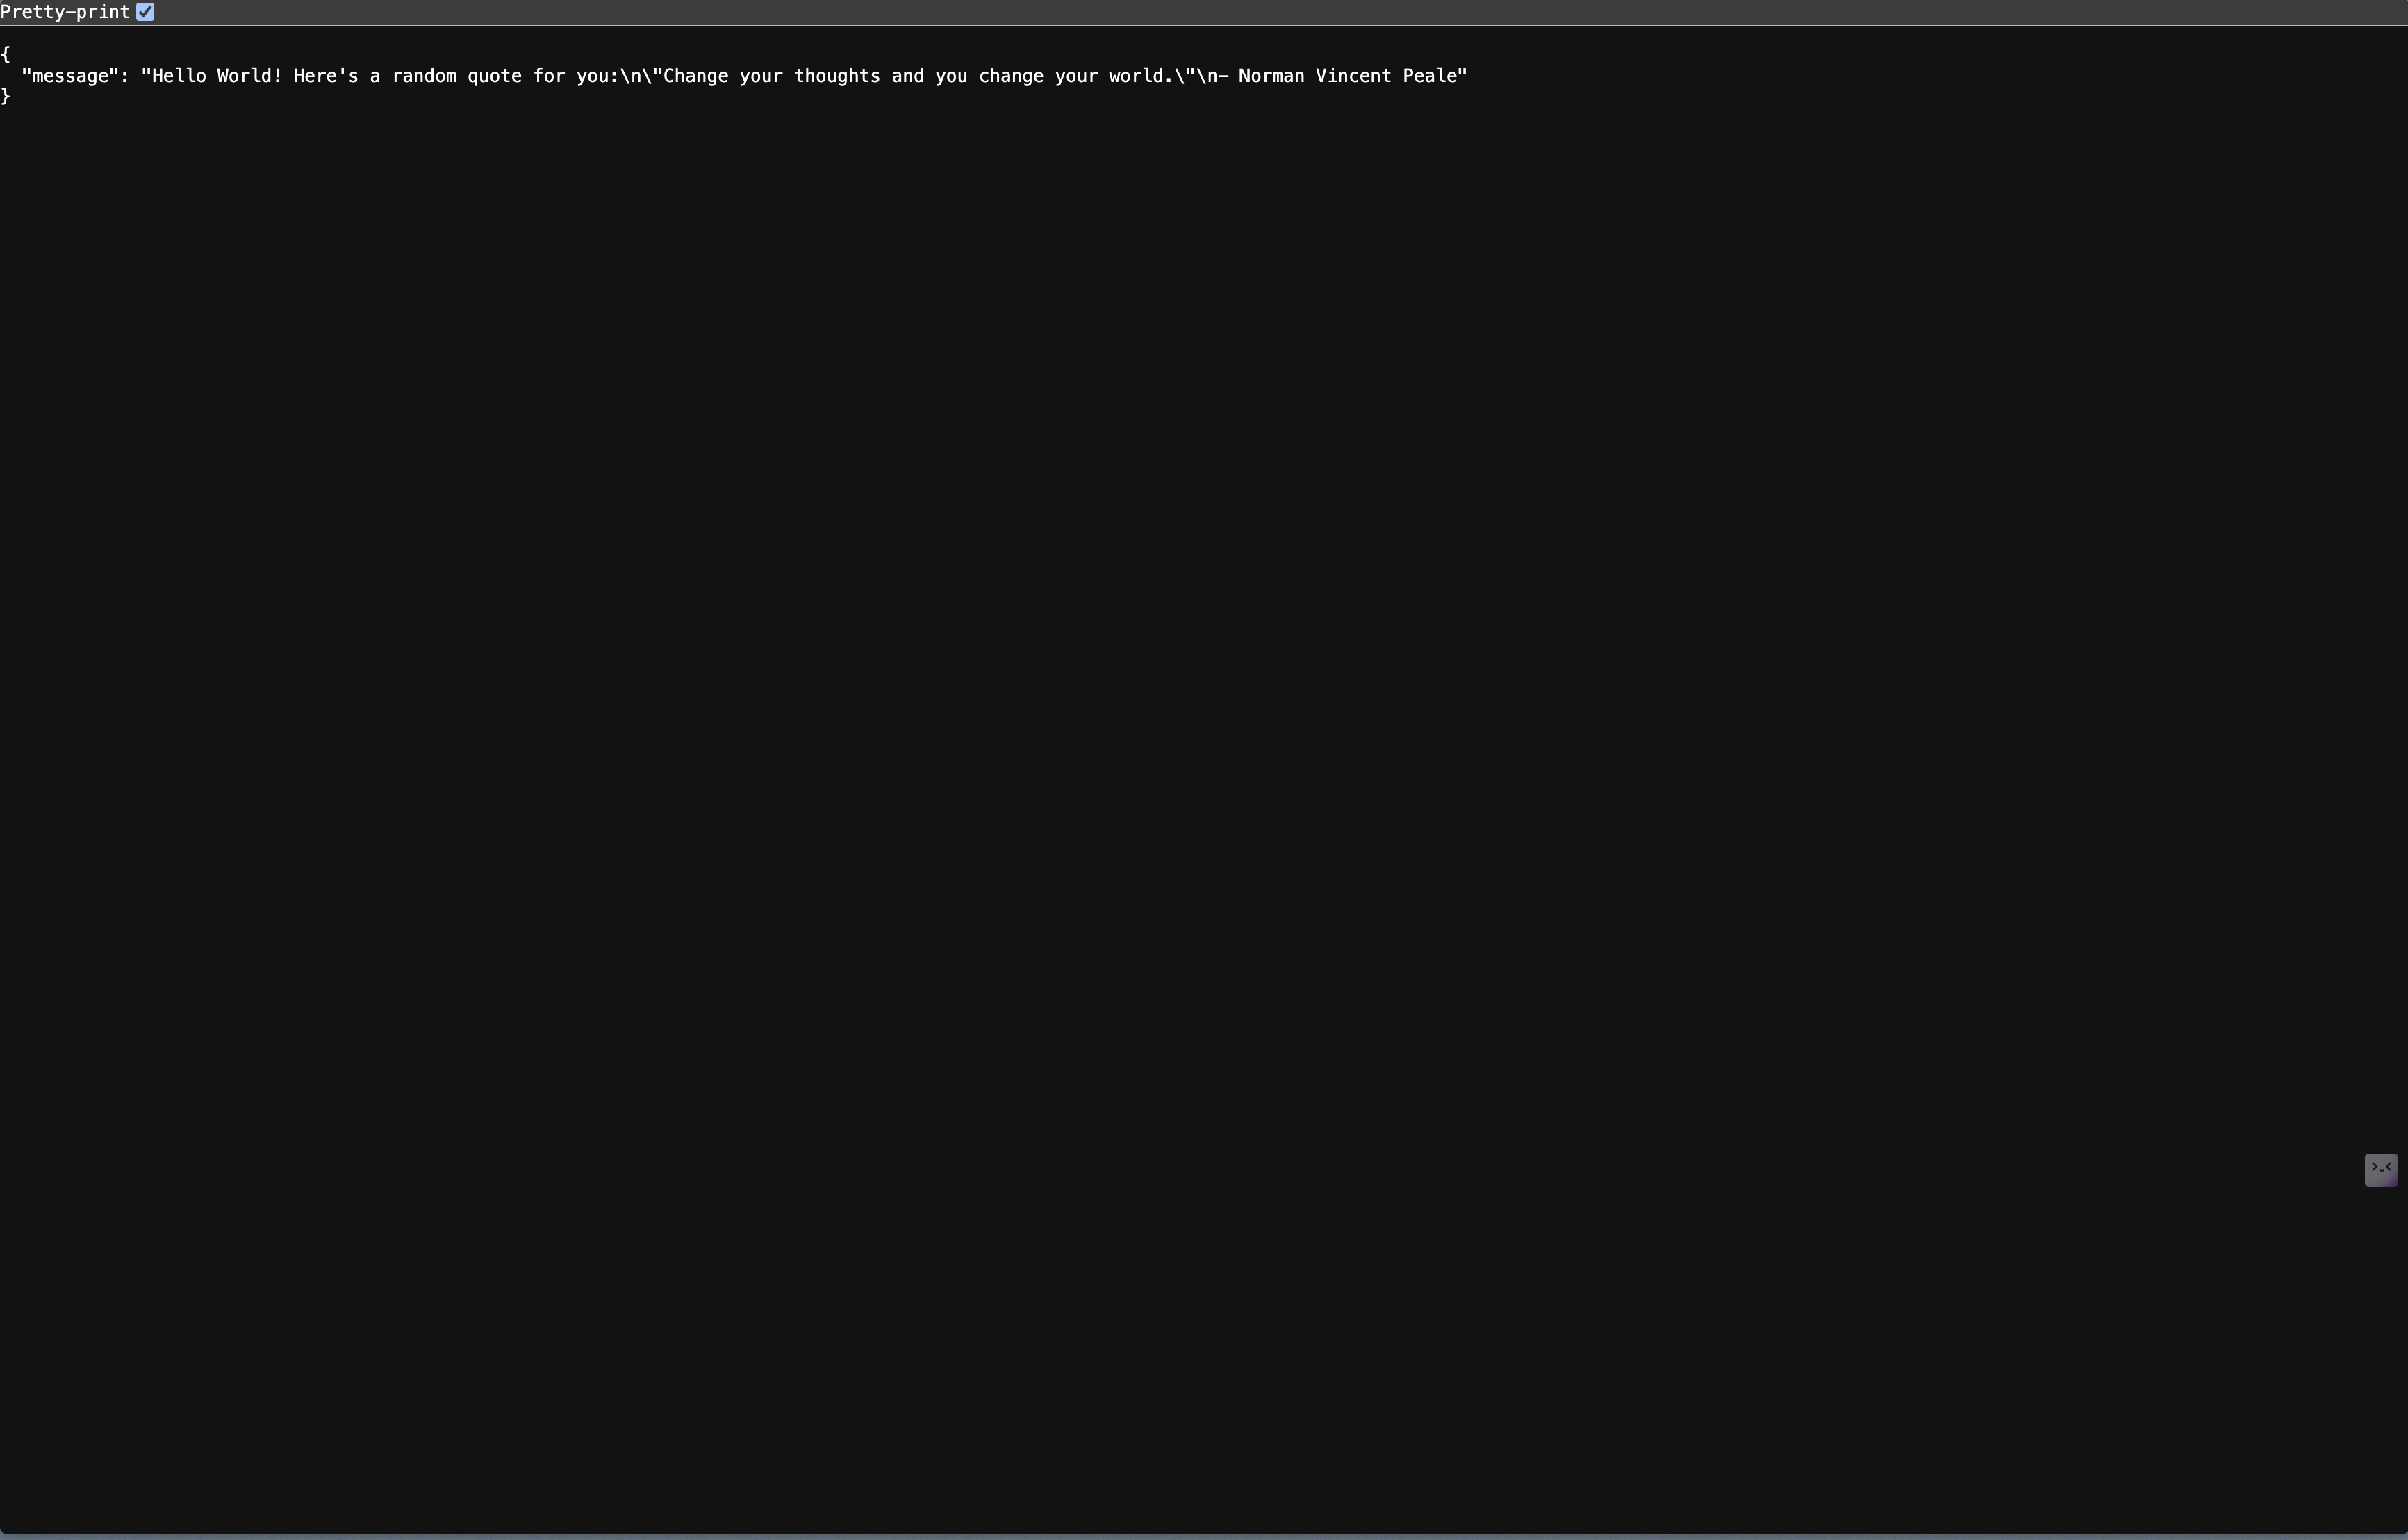 Pretty-print
{
  "message": "Hello World! Here's a random quote for you:\n\"Change your thoughts and you change your world.\"\n– Norman Vincent Peale"
}